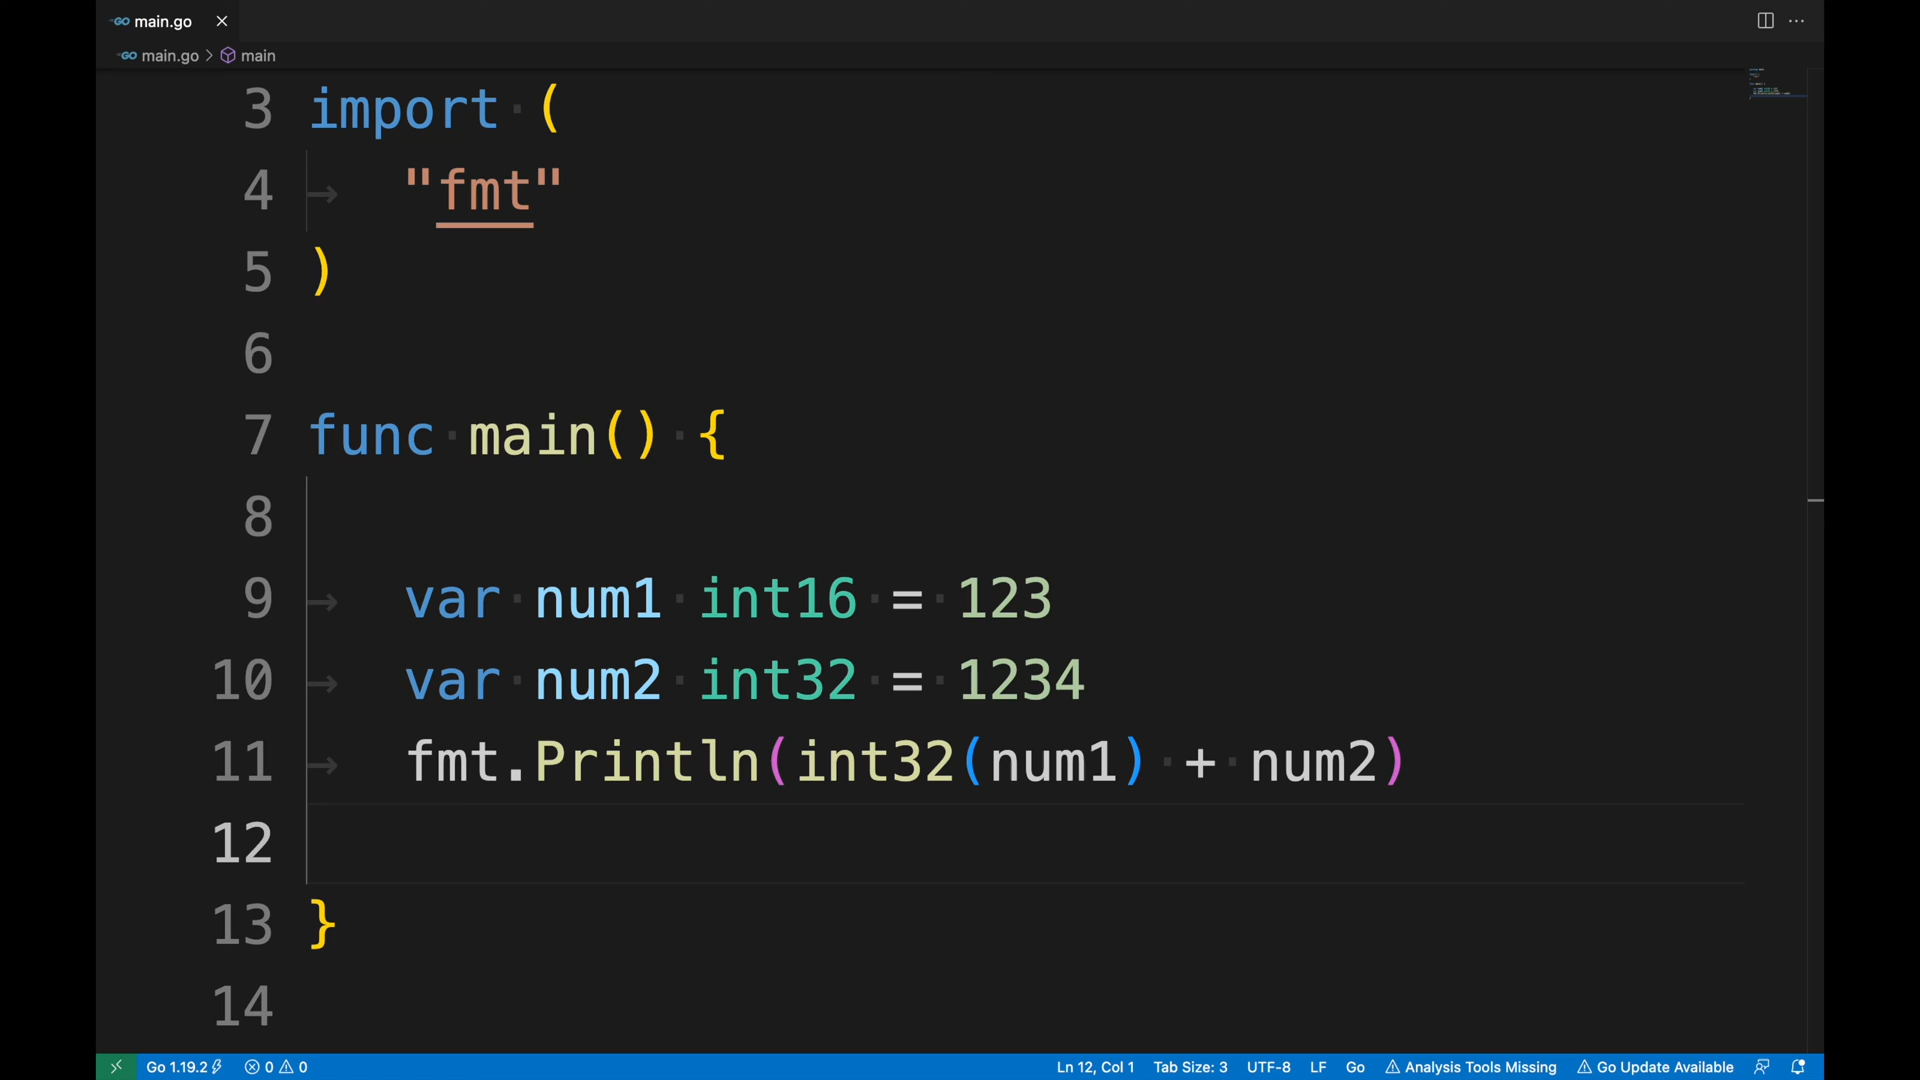 GO main.go
GO main.go > main
3 import (
4 "fmt"
5 )
6
7 func main() {
8
9 var num1 int16 = 123
10 var num2 int32 = 1234
11 fmt.Println(int32(num1) + num2)
12
13 }
14
Go 1.19.2 0 0 Ln 12, Col 1 Tab Size: 3 UTF-8 LF Go Analysis Tools Missing Go Update Available